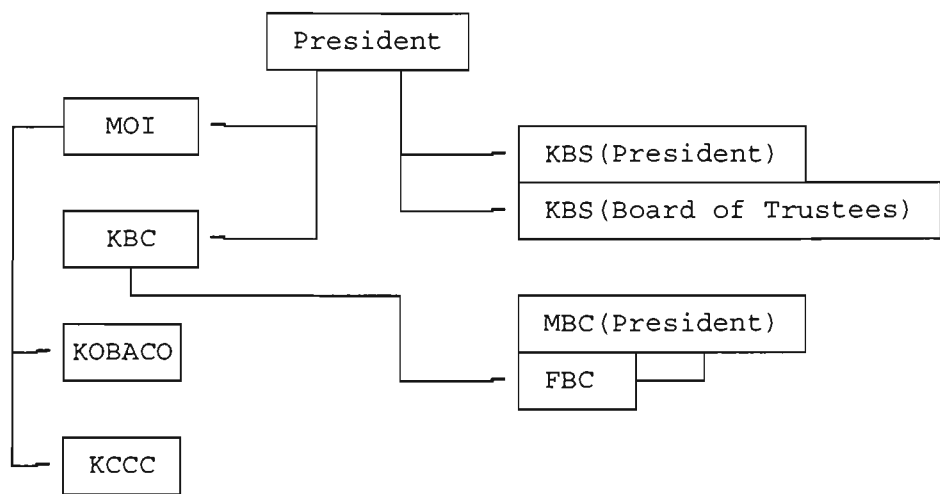 President
MOI
KBS(President)
KBS(Board of Trustees)
KBC
MBC(President)
KOBACO
FBC
KCCC